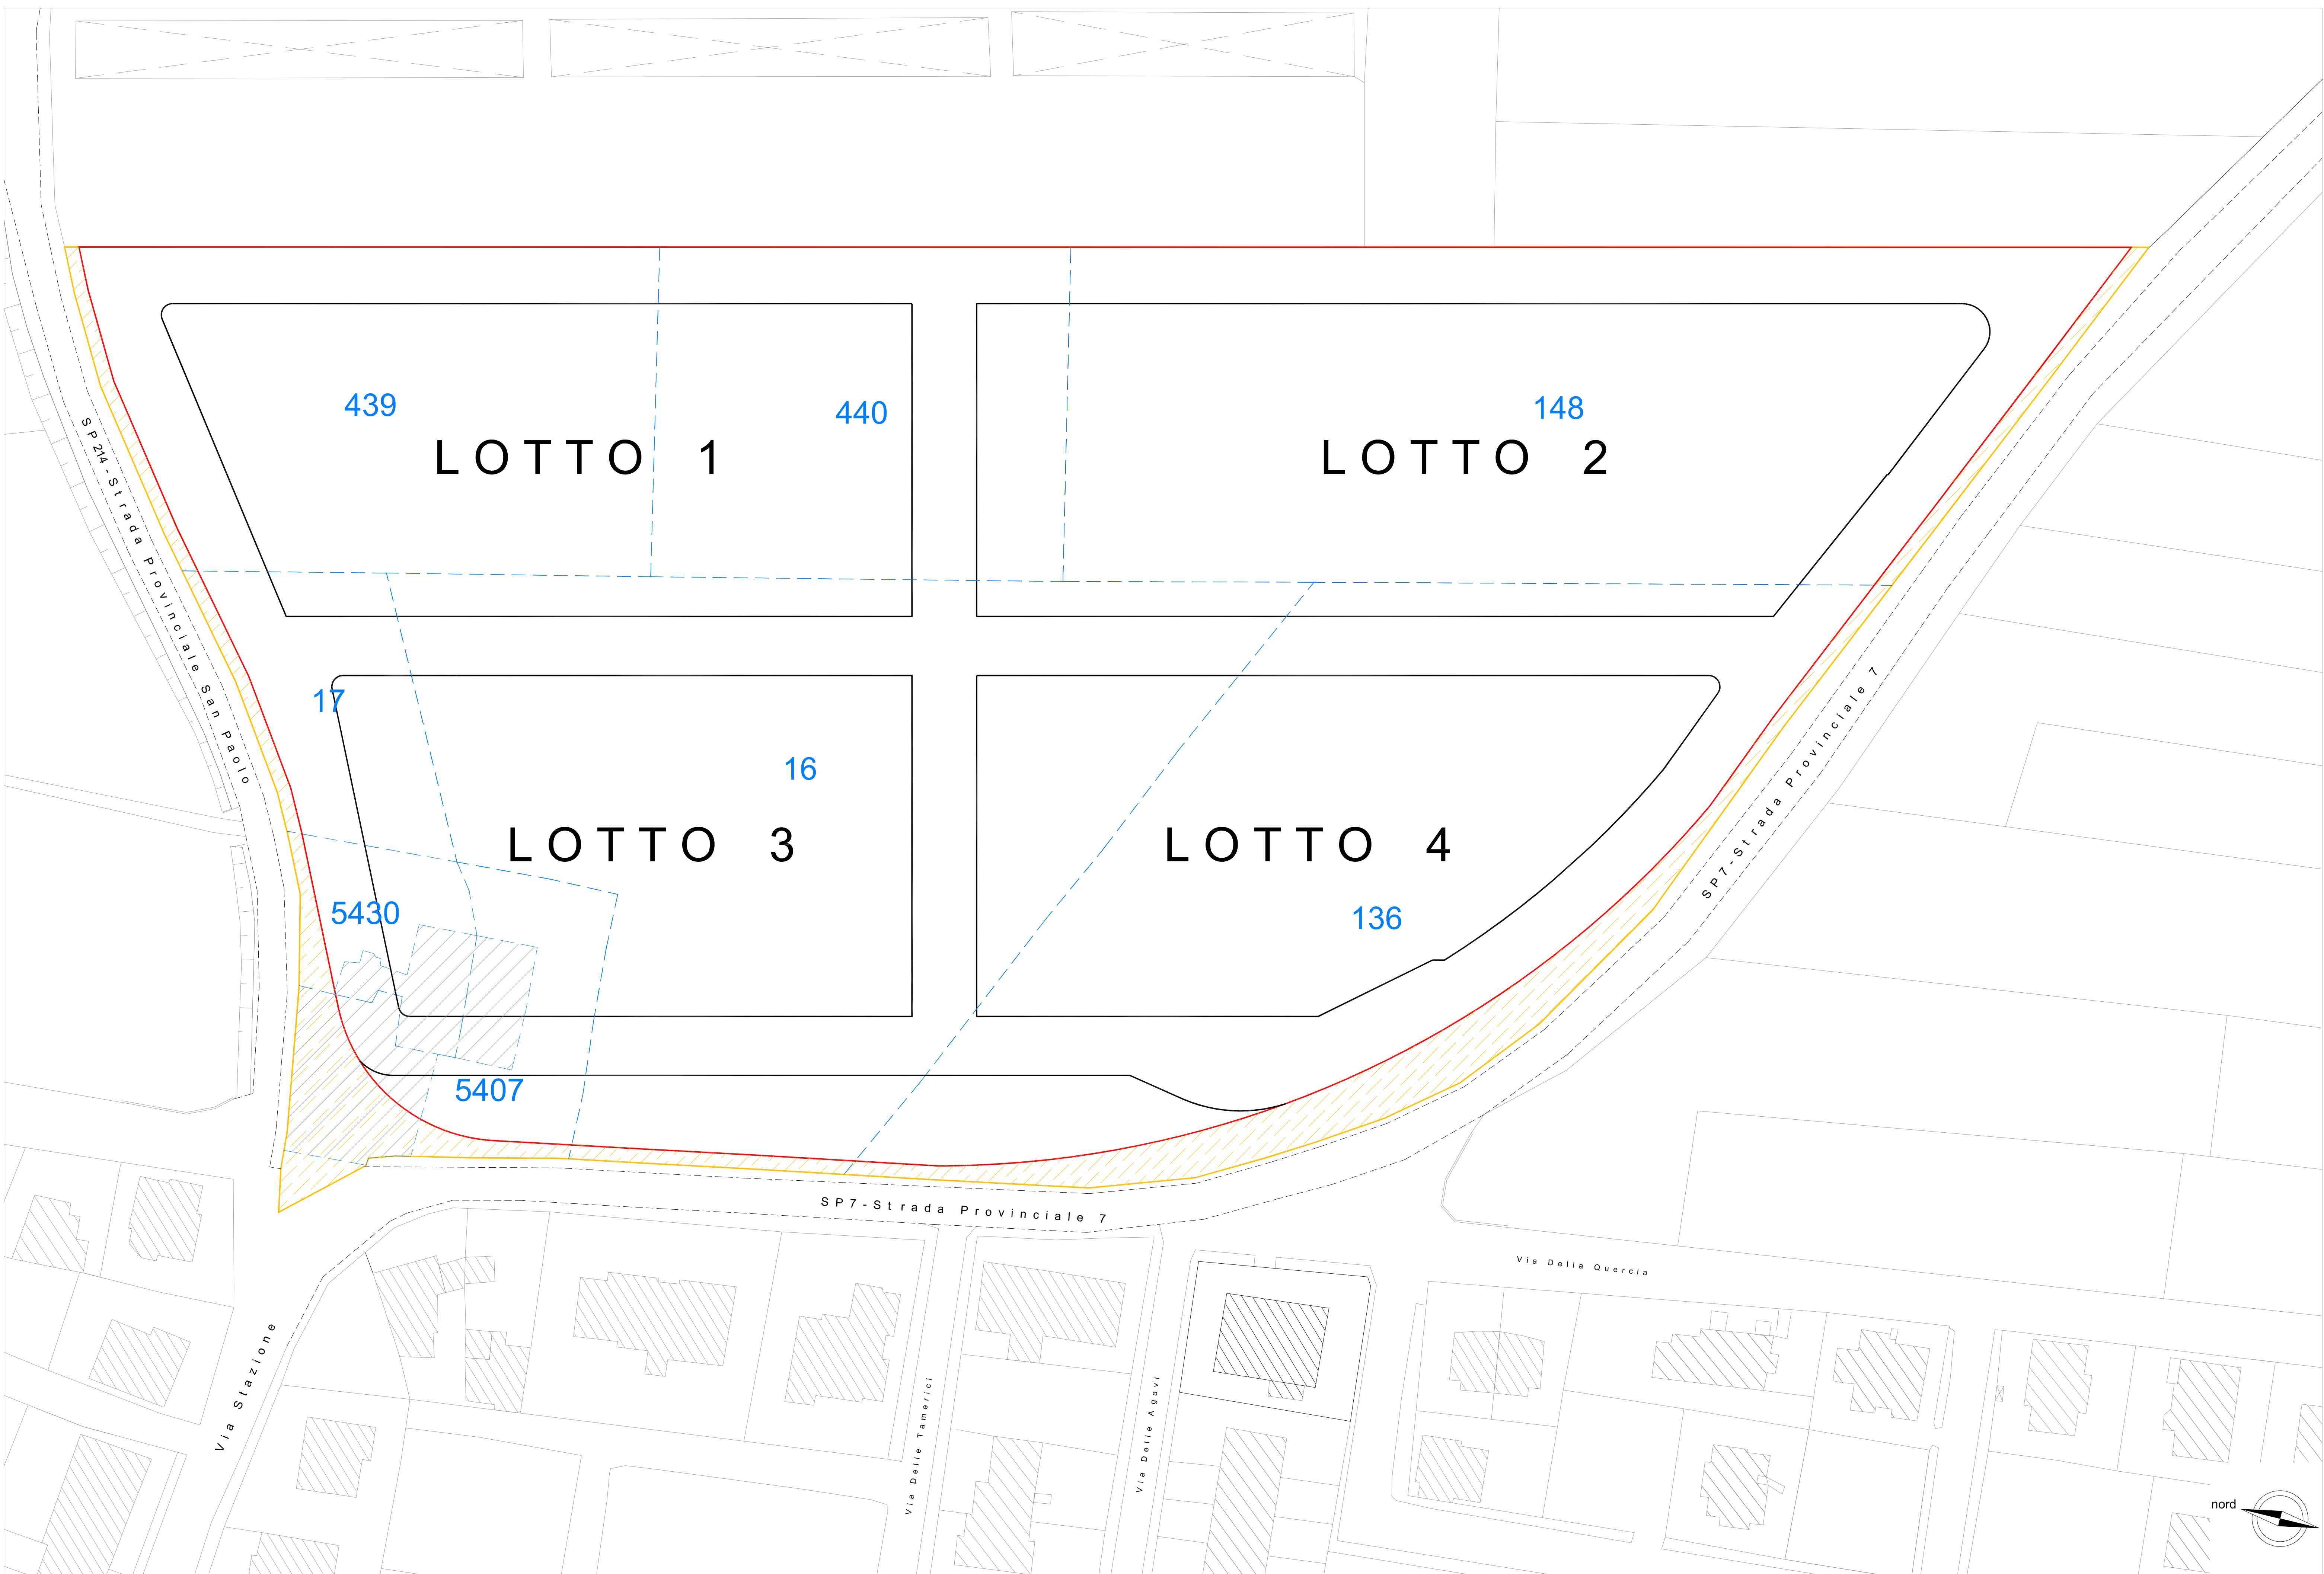 439
440
148
LOTTO 1
LOTTO 2
SP214-Strada Provinciale San Paolo
17
16
LOTTO 3
LOTTO 4
SP7-Strada Provinciale 7
5430
136
5407
SP7-Strada Provinciale 7
Via Della Quercia
Via Stazione
Via Delle Tamerici
Via Delle Agavi
nord